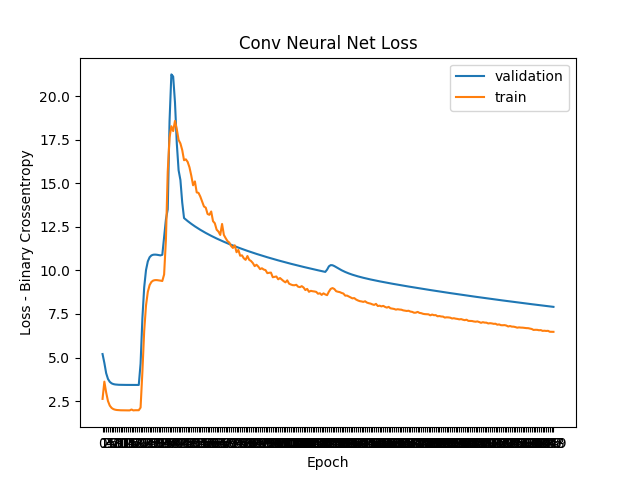 Conv Neural Net Loss
validation
train
20.0
17.5
15.0
12.5
10.0
7.5
5.0
2.5
Loss - Binary Crossentropy
Epoch